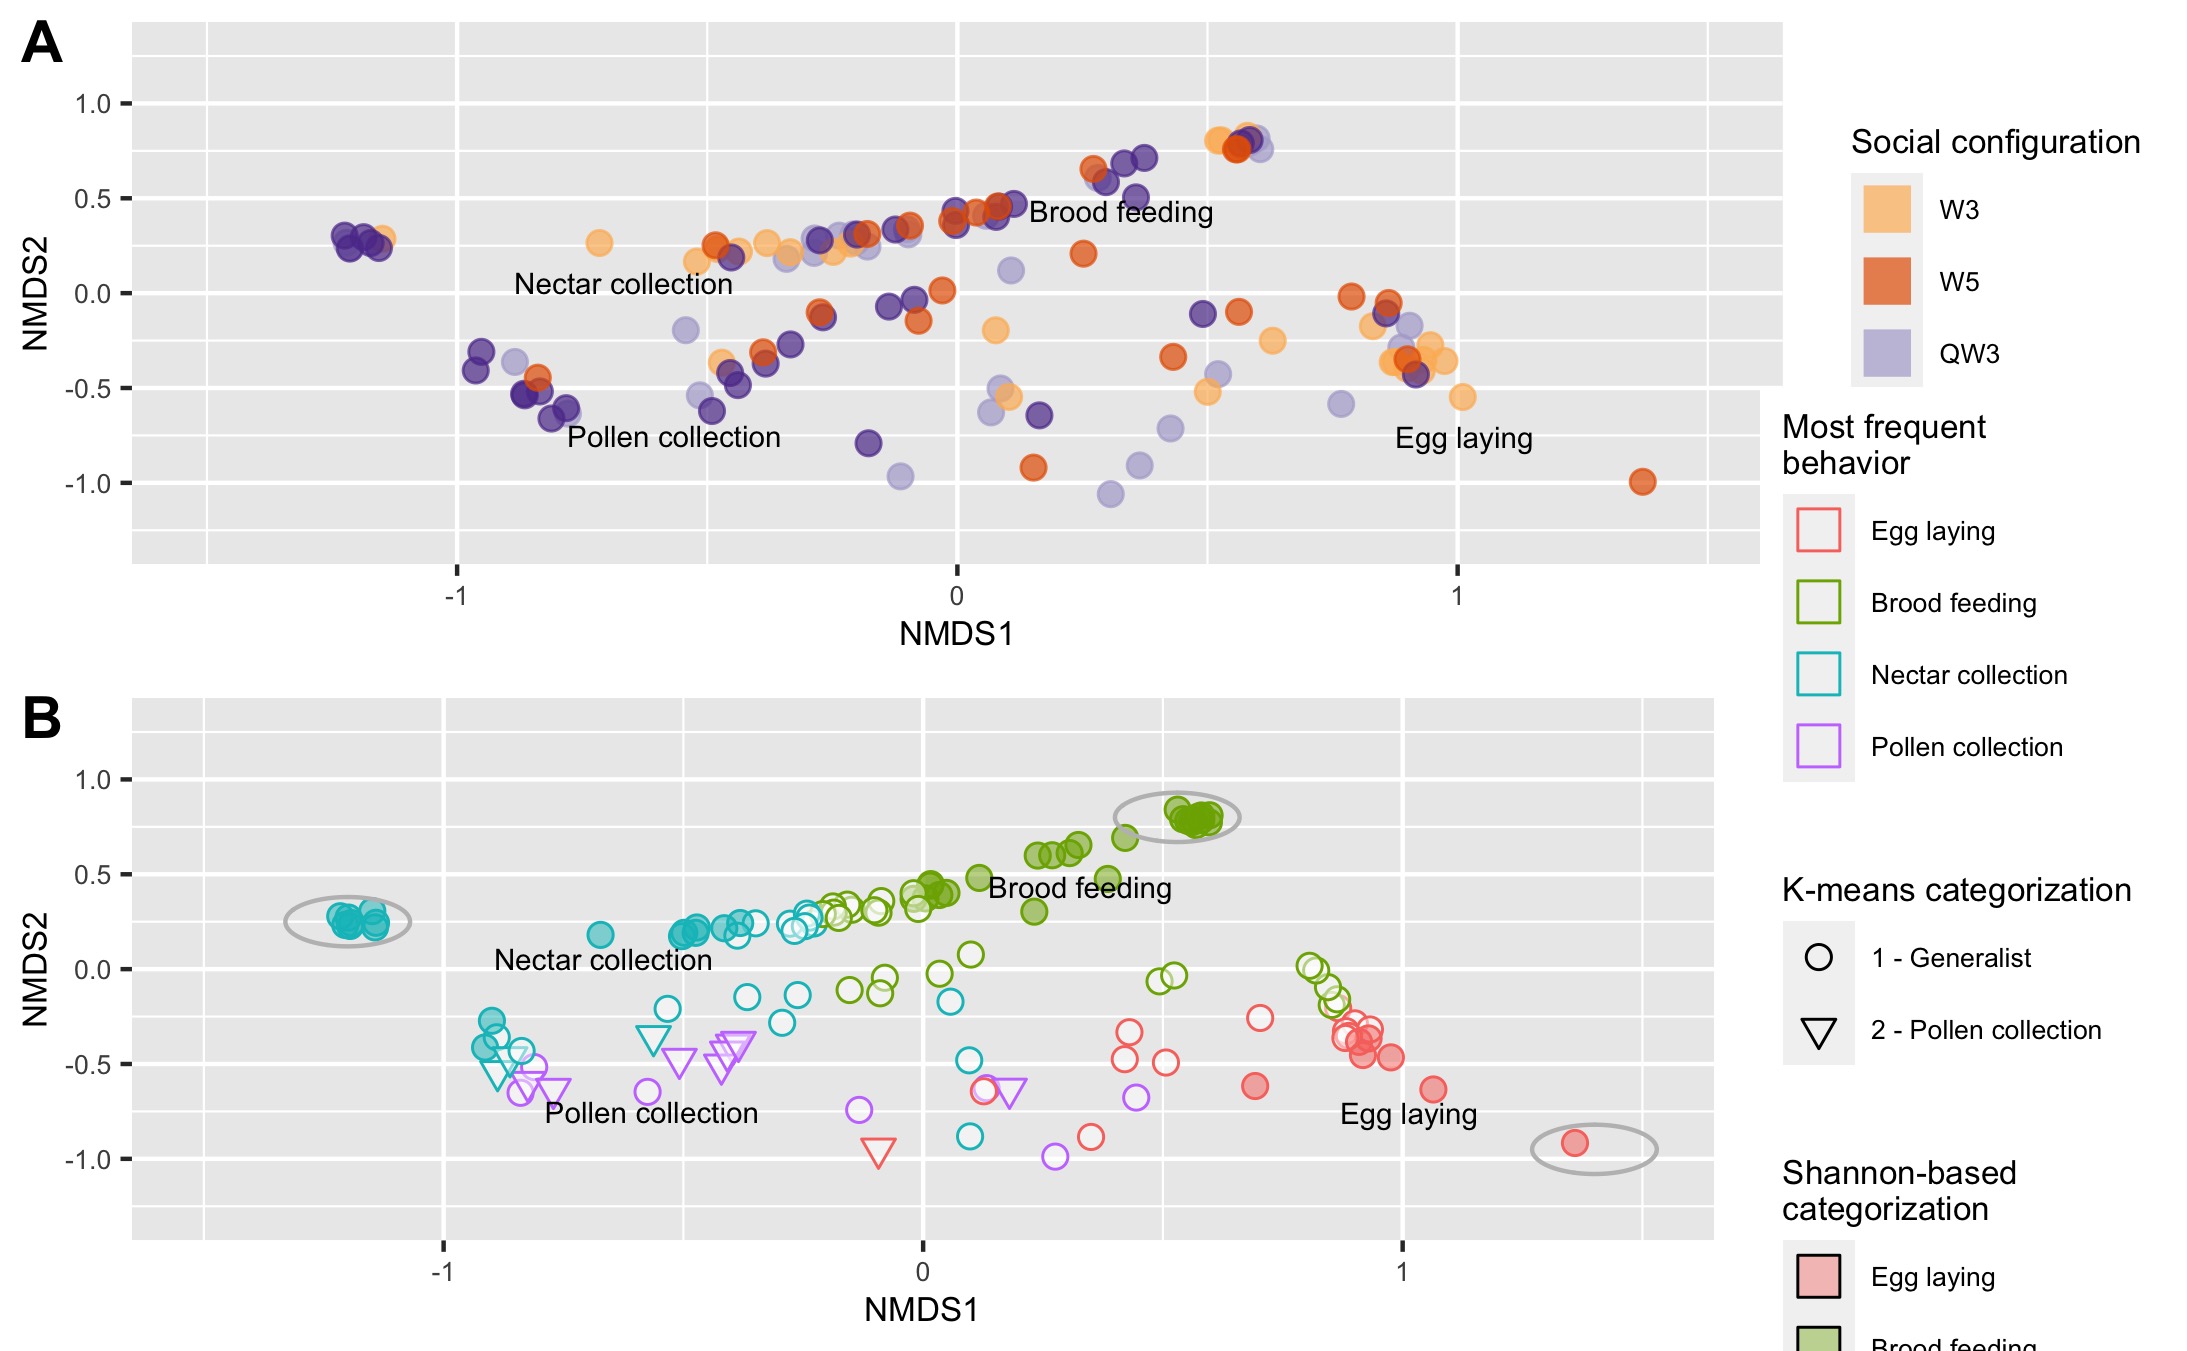 A
1.0
0.5
0.0
-0.5
-1.0
NMDS2
Brood feeding
Nectar collection
Pollen collection
Egg laying
-1
0
1
NMDS1
Social configuration
W3
W5
QW3
Most frequent
behavior
Egg laying
Brood feeding
Nectar collection
Pollen collection
B
1.0
0.5
0.0
-0.5
-1.0
NMDS2
Brood feeding
Nectar collection
Pollen collection
Egg laying
-1
0
1
NMDS1
K-means categorization
1 - Generalist
2 - Pollen collection
Shannon-based
categorization
Egg laying
Brood feeding